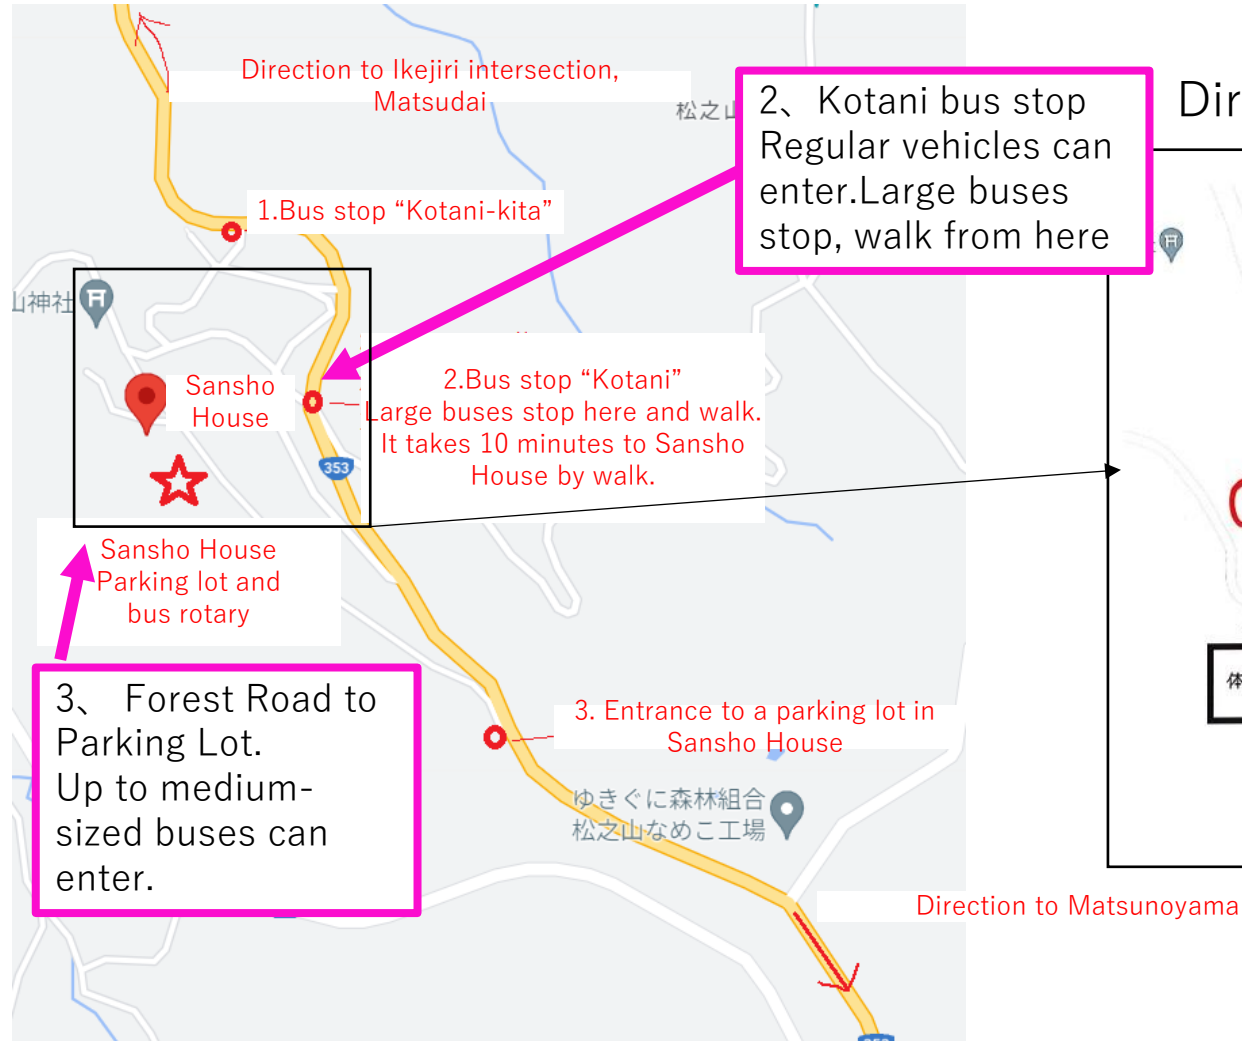 Direction to Ikejiri intersection,
Matsudai
松之山
2、 Kotani bus stop
Regular vehicles can
enter.Large buses
stop, walk from here
Dir
1.Bus stop “Kotani-kita”
山神社
Sansho
House
2.Bus stop “Kotani”
Large buses stop here and walk.
It takes 10 minutes to Sansho
House by walk.
353
Sansho House
Parking lot and
bus rotary
3、 Forest Road to
Parking Lot.
Up to medium-
sized buses can
enter.
体
3. Entrance to a parking lot in
Sansho House
ゆきぐに森林組合
松之山なめこ工場
Direction to Matsunoyama
353